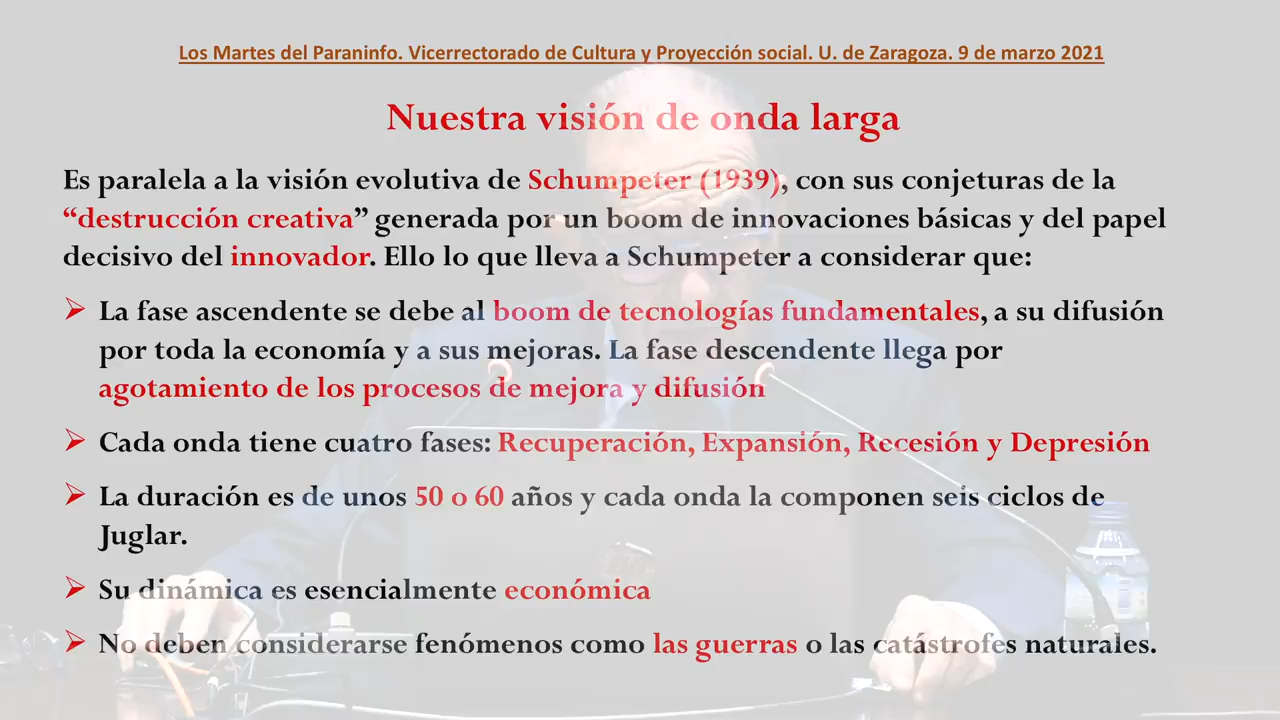 Los Martes del Paraninfo. Vicerrectorado de Cultura y Proyección social. U. de Zaragoza. 9 de marzo 2021
Nuestra visión de onda larga
Es paralela a la visión evolutiva de Schumpeter (1939), con sus conjeturas de la
“destrucción creativa” generada por un boom de innovaciones básicas y del papel
decisivo del innovador. Ello lo que lleva a Schumpeter a considerar que:
La fase ascendente se debe al boom de tecnologías fundamentales, a su difusión
por toda la economía y a sus mejoras. La fase descendente llega por
agotamiento de los procesos de mejora y difusión
Cada onda tiene cuatro fases: Recuperación, Expansión, Recesión y Depresión
La duración es de unos 50 o 60 años y cada onda la componen seis ciclos de
Juglar.
Su dinámica es esencialmente económica
No deben considerarse fenómenos como las guerras o las catástrofes naturales.